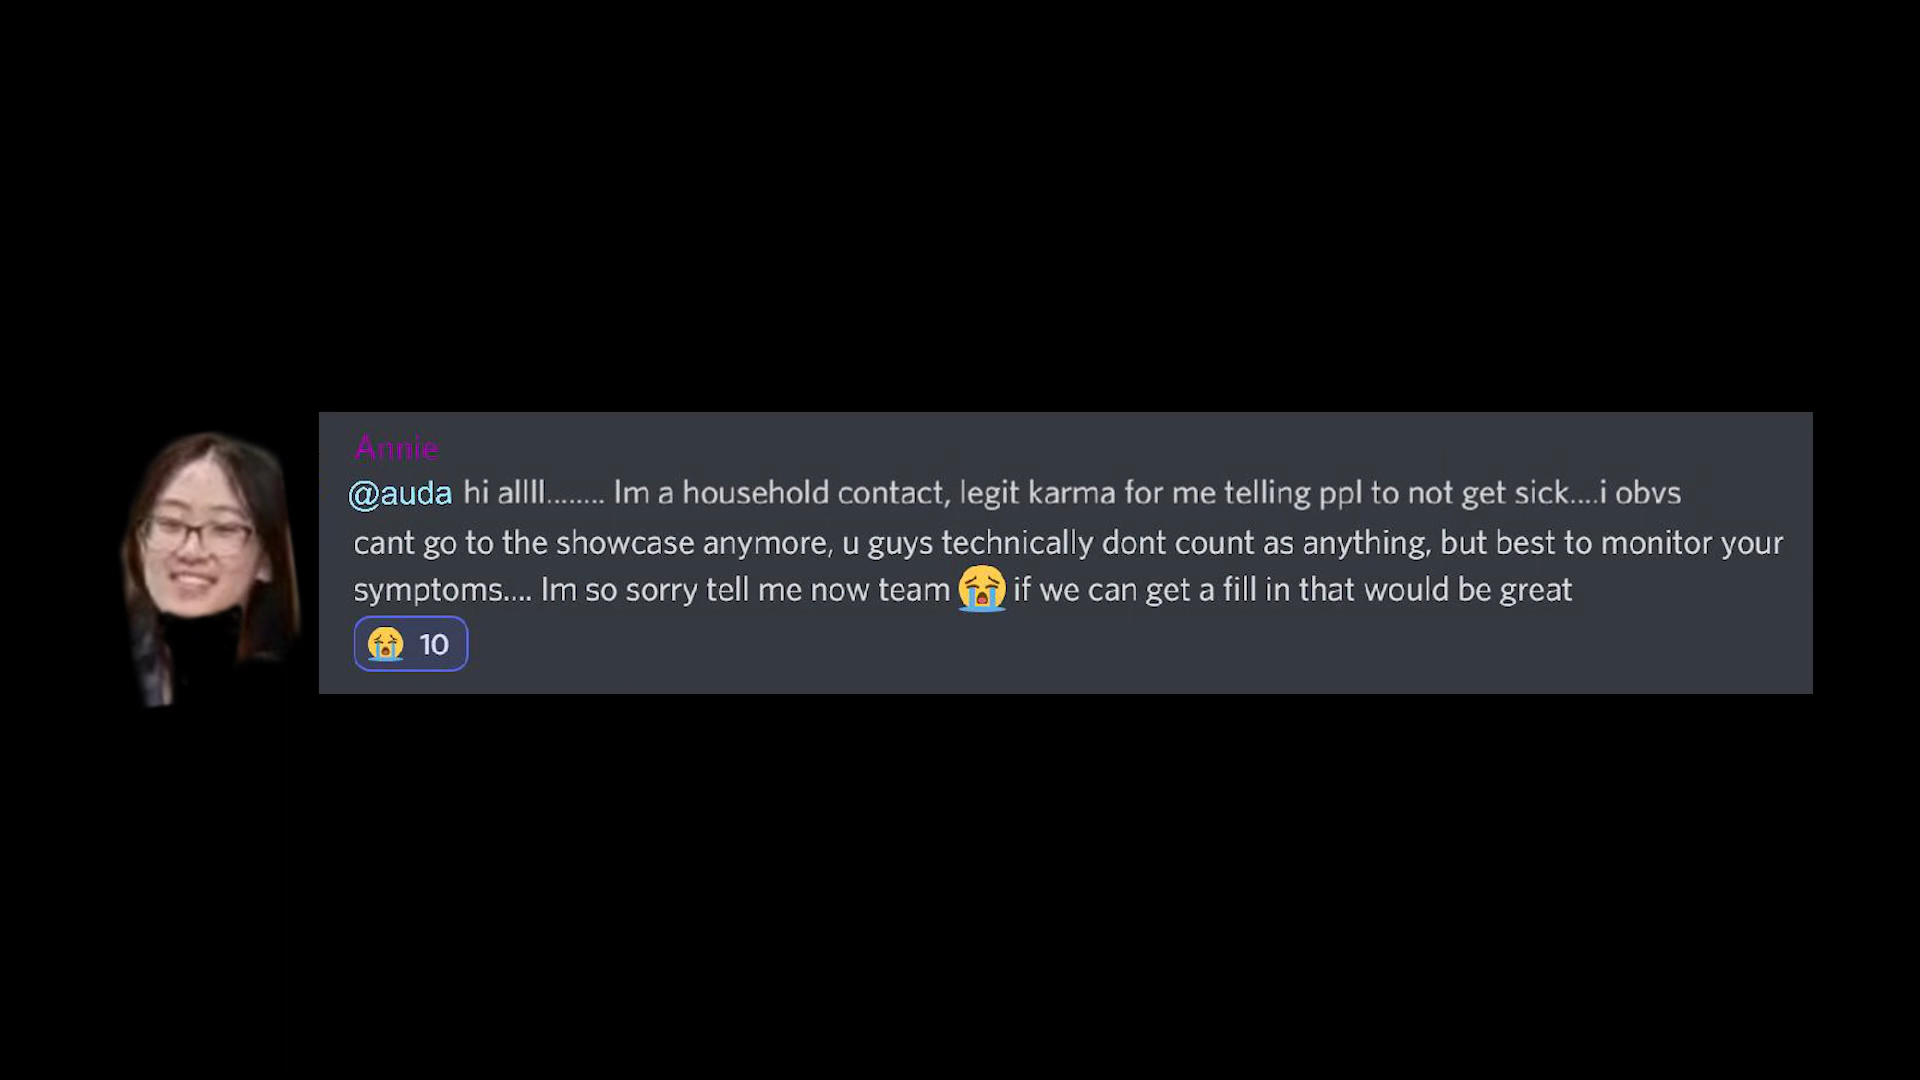 Annie
@auda hi allll........ Im a household contact, legit karma for me telling ppl to not get sick....i obvs
cant go to the showcase anymore, u guys technically dont count as anything, but best to monitor your
symptoms.... Im so sorry tell me now team 😭 if we can get a fill in that would be great
😭 10